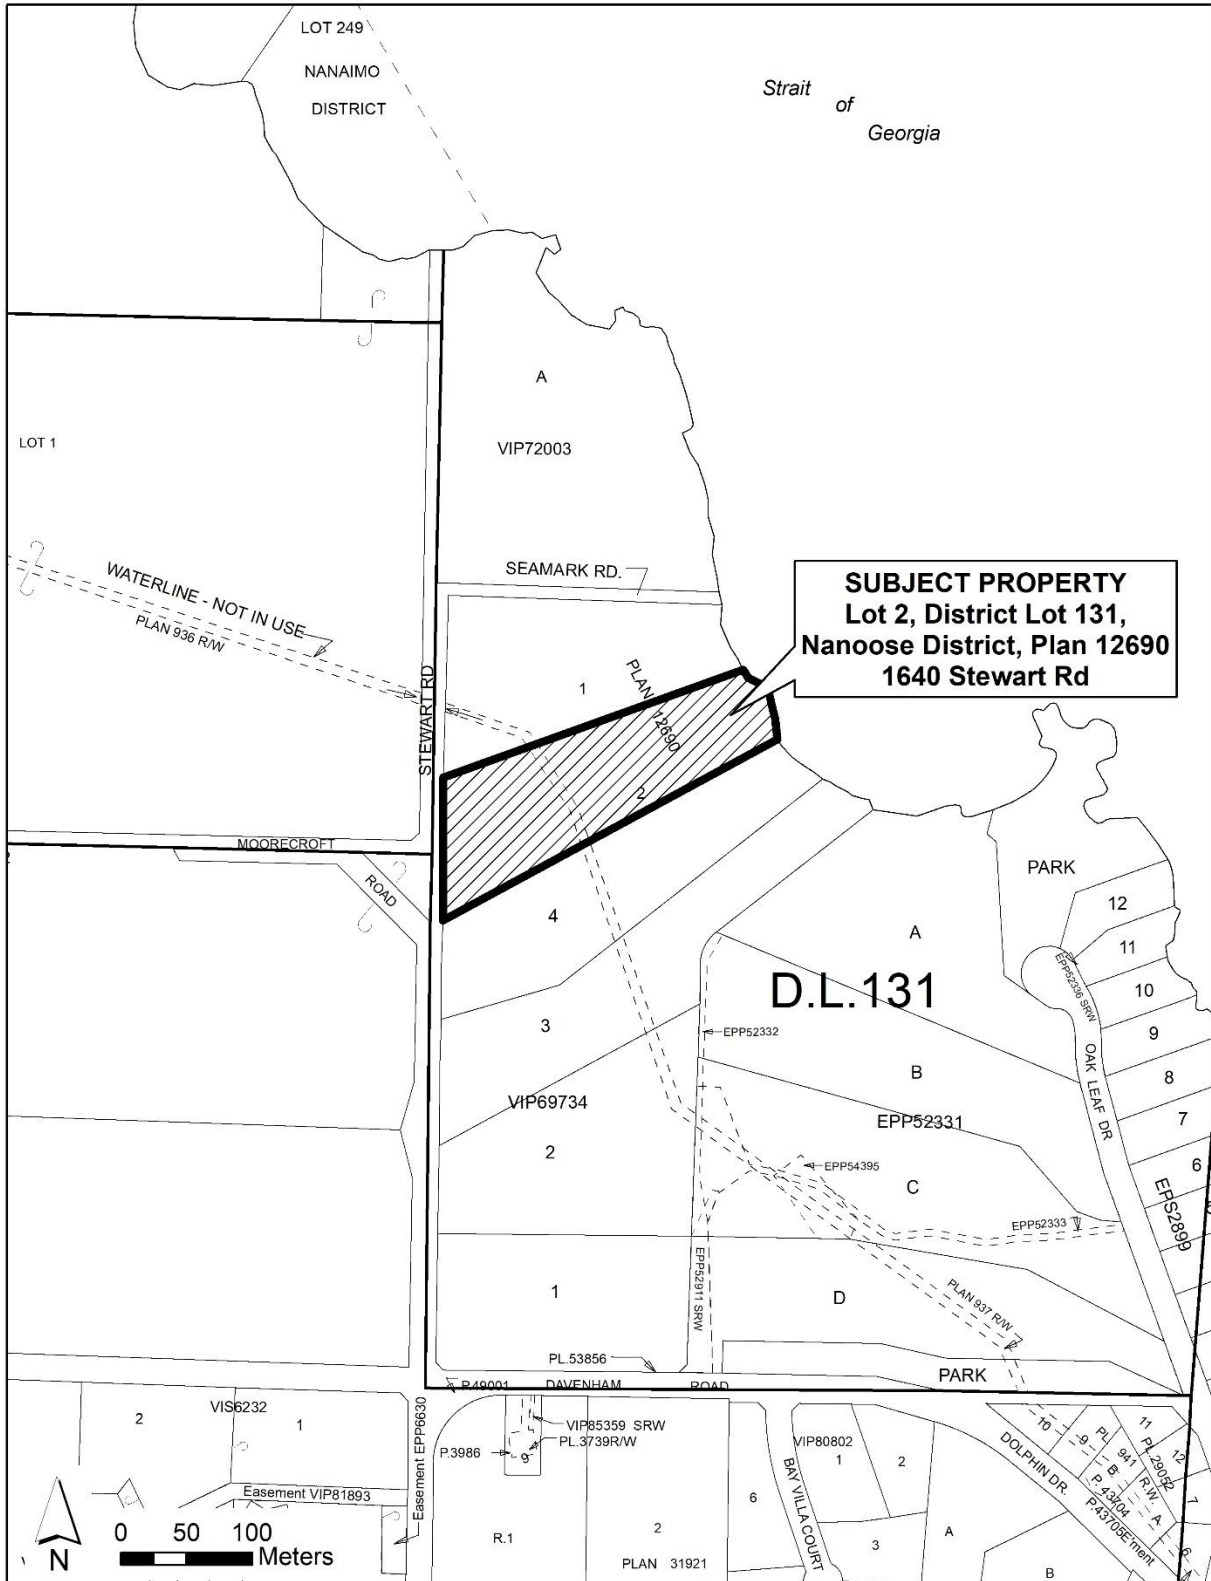 LOT 249
NANAIMO
DISTRICT
Strait
of
Georgia
A
LOT 1
VIP72003
SEAMARK RD.
WATERLINE - NOT IN USE
PLAN 936 R/W
SUBJECT PROPERTY
Lot 2, District Lot 131,
Nanoose District, Plan 12690
1640 Stewart Rd
STEWART RD
1
PLAN 12690
2
MOORECROFT
ROAD
PARK
12
11
10
9
8
7
6
4
A
D.L.131
EPP52336 SRW
3
EPP52332
OAK LEAF DR
B
VIP69734
EPP52331
2
EPP54395
C
EPS2899
EPP52333
1
EPP52911 SRW
D
PLAN 937 R/W
PL.53856
PARK
P.49001
DAVENHAM
ROAD
2
VIS6232
1
Easement EPP6630
VIP85359 SRW
PL.3739R/W
P.3986
9
VIP80802
1
2
DOLPHIN DR.
10
9
PL. 941 R.W.
B
11
PL.29052
12
7
P. 43704
P.43705E'ment
A
6
Easement VIP81893
BAY VILLA COURT
6
R.1
2
PLAN 31921
3
A
B
N
0 50 100
Meters